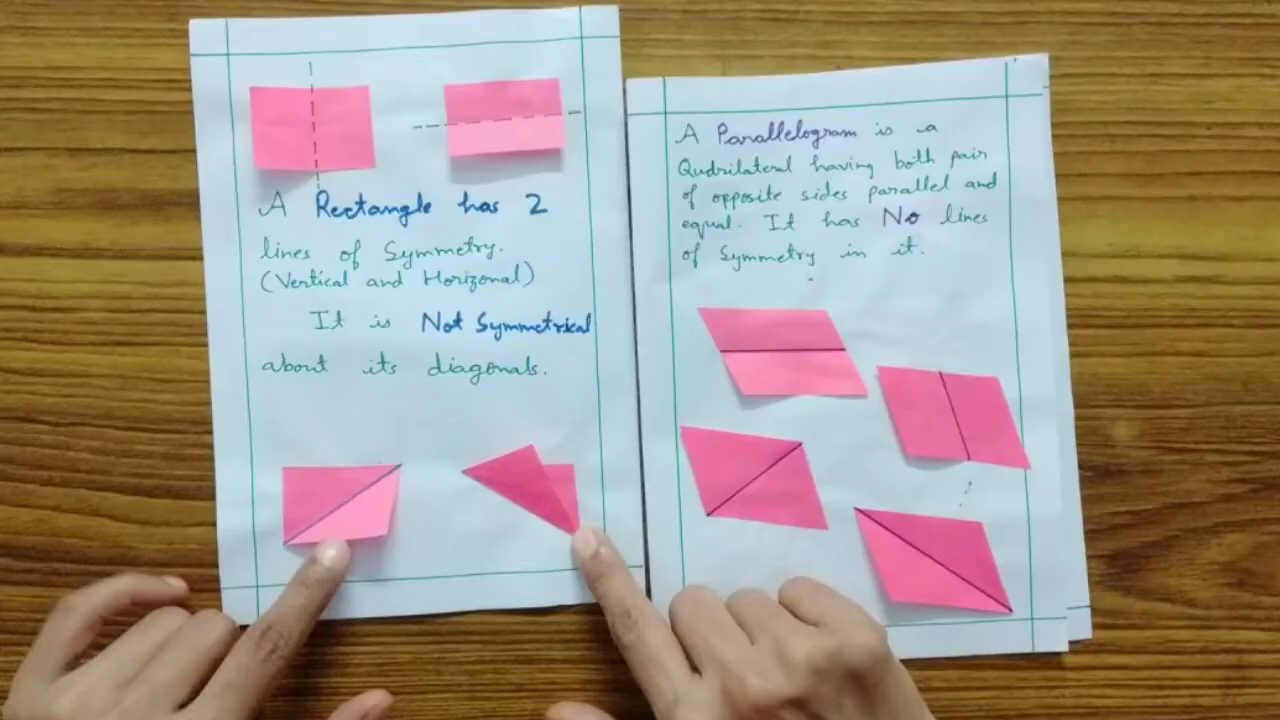 A Rectangle has 2
lines of Symmetry.
(Vertical and Horizonal)
It is Not Symmetrical
about its diagonals.
A Parallelogram is a
Qudrilateral having both pair
of opposite sides parallel and
equal. It has No lines
of Symmetry in it.